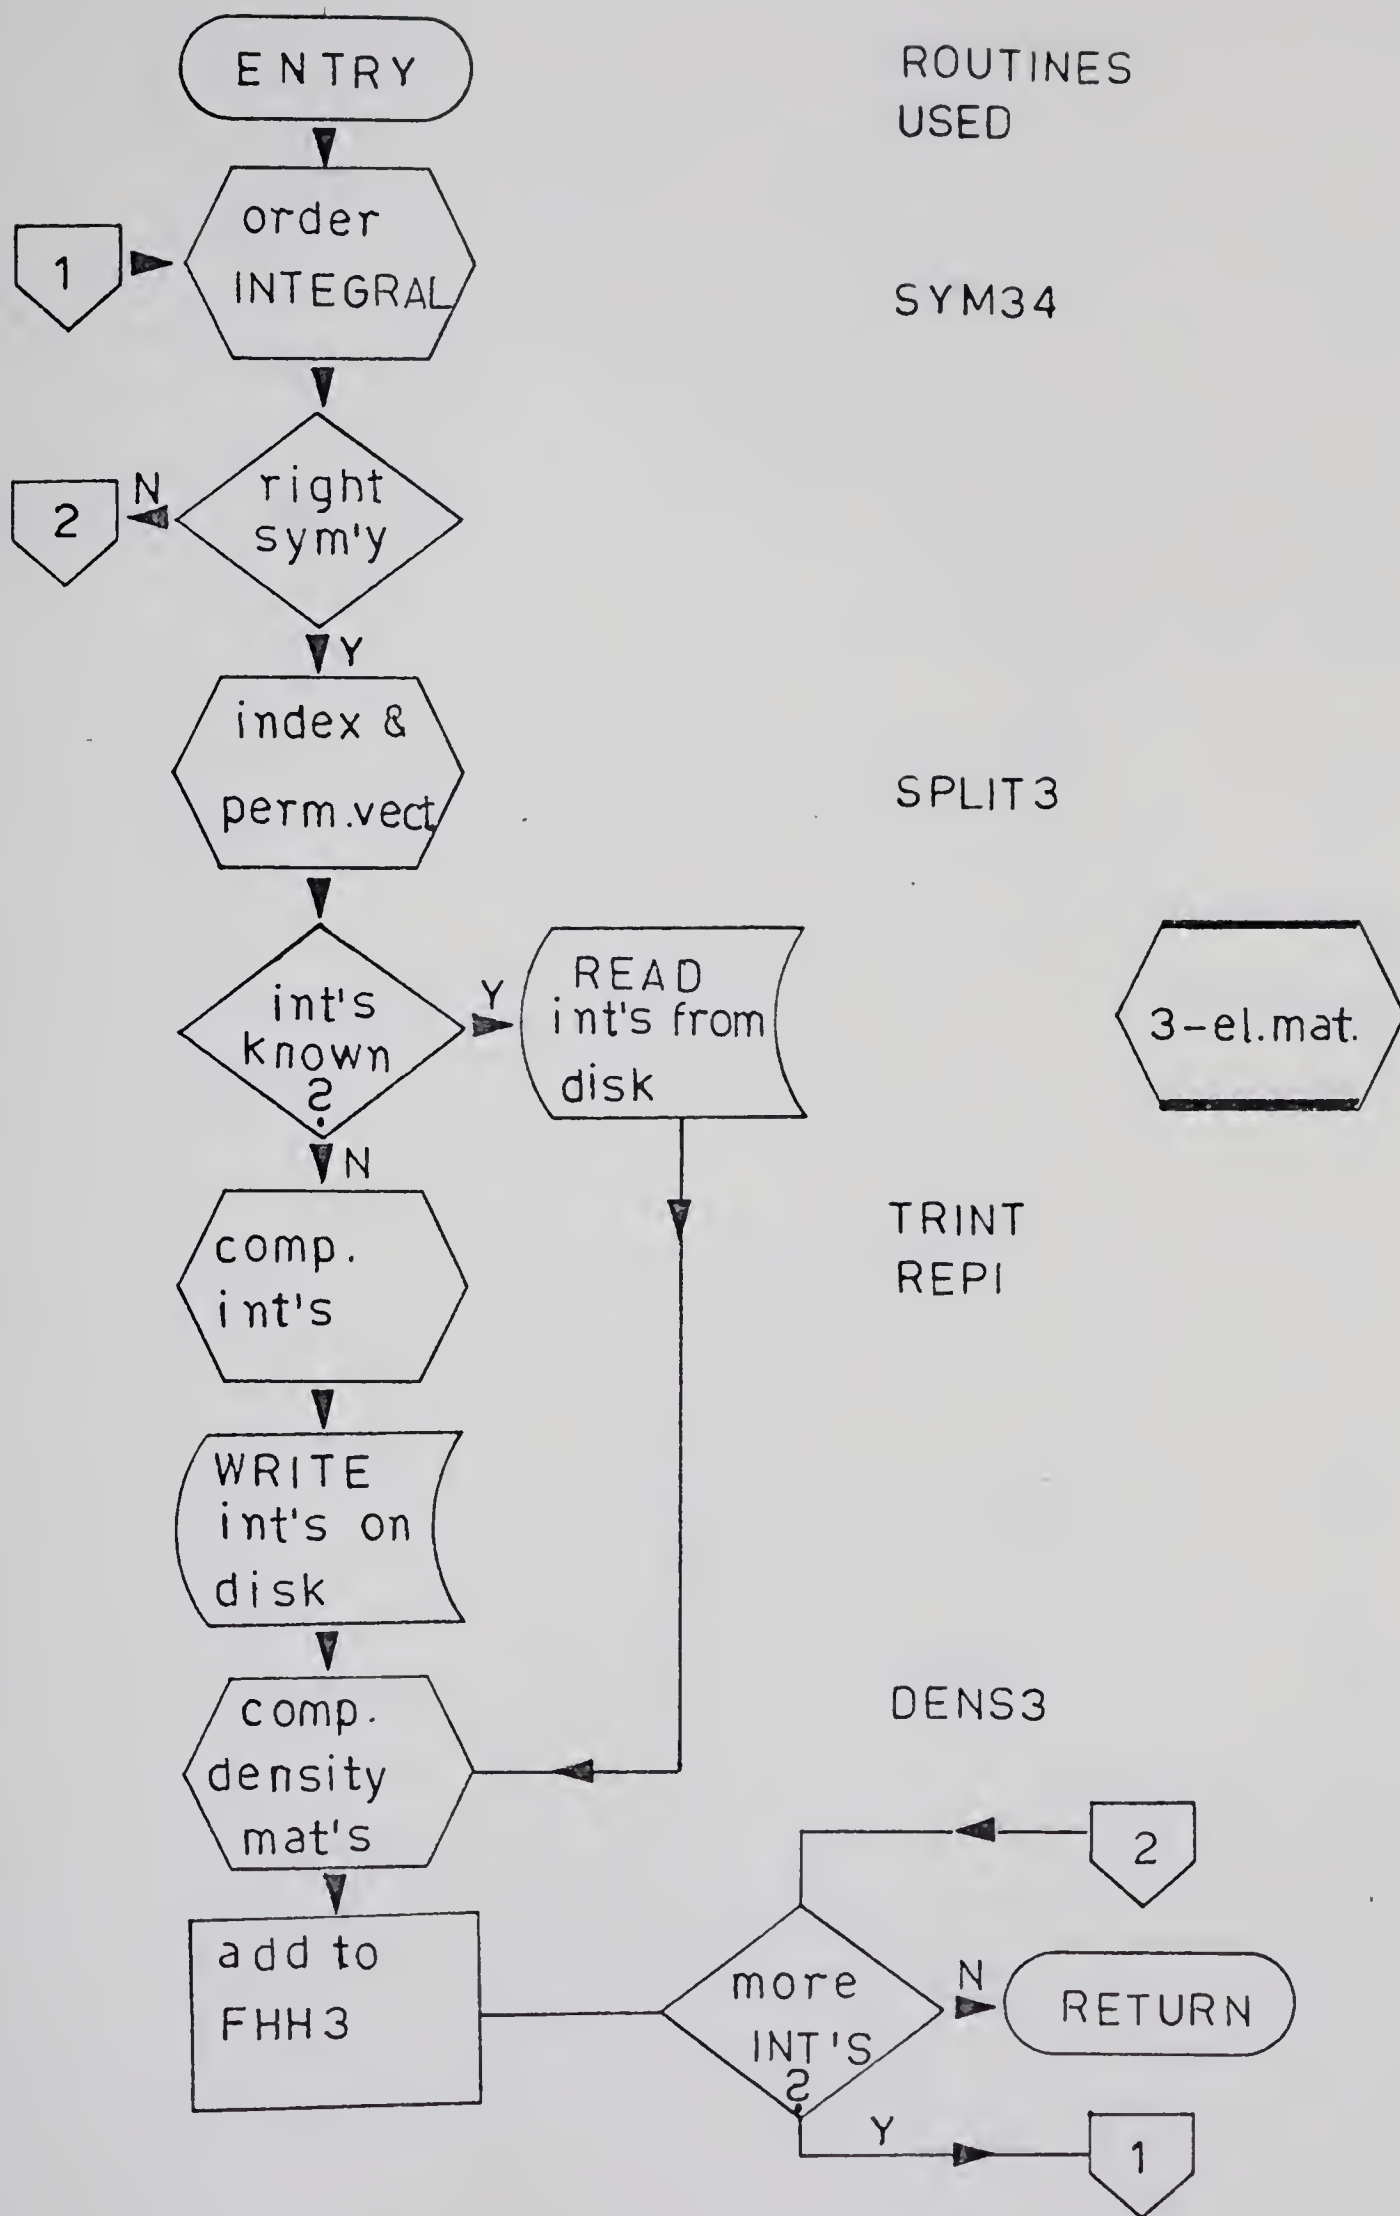 ENTRY
ROUTINES
USED
order
INTEGRAL
1
SYM34
right
sym'y
N
2
Y
index &
perm.vect
SPLIT3
int's
known
?
Y
READ
int's from
disk
3-el.mat.
N
comp.
int's
TRINT
REPI
WRITE
int's on
disk
comp.
density
mat's
DENS3
2
add to
FHH3
more
INT'S
?
N
RETURN
Y
1